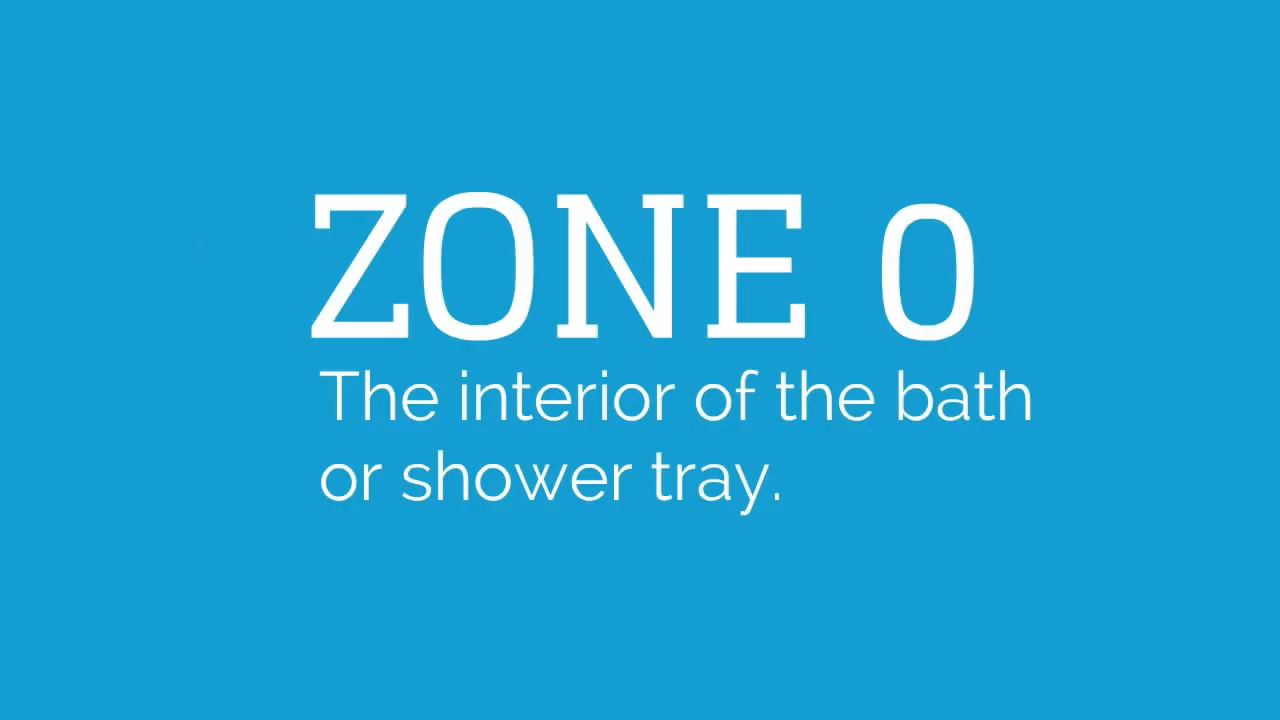 ZONE 0
The interior of the bath
or shower tray.